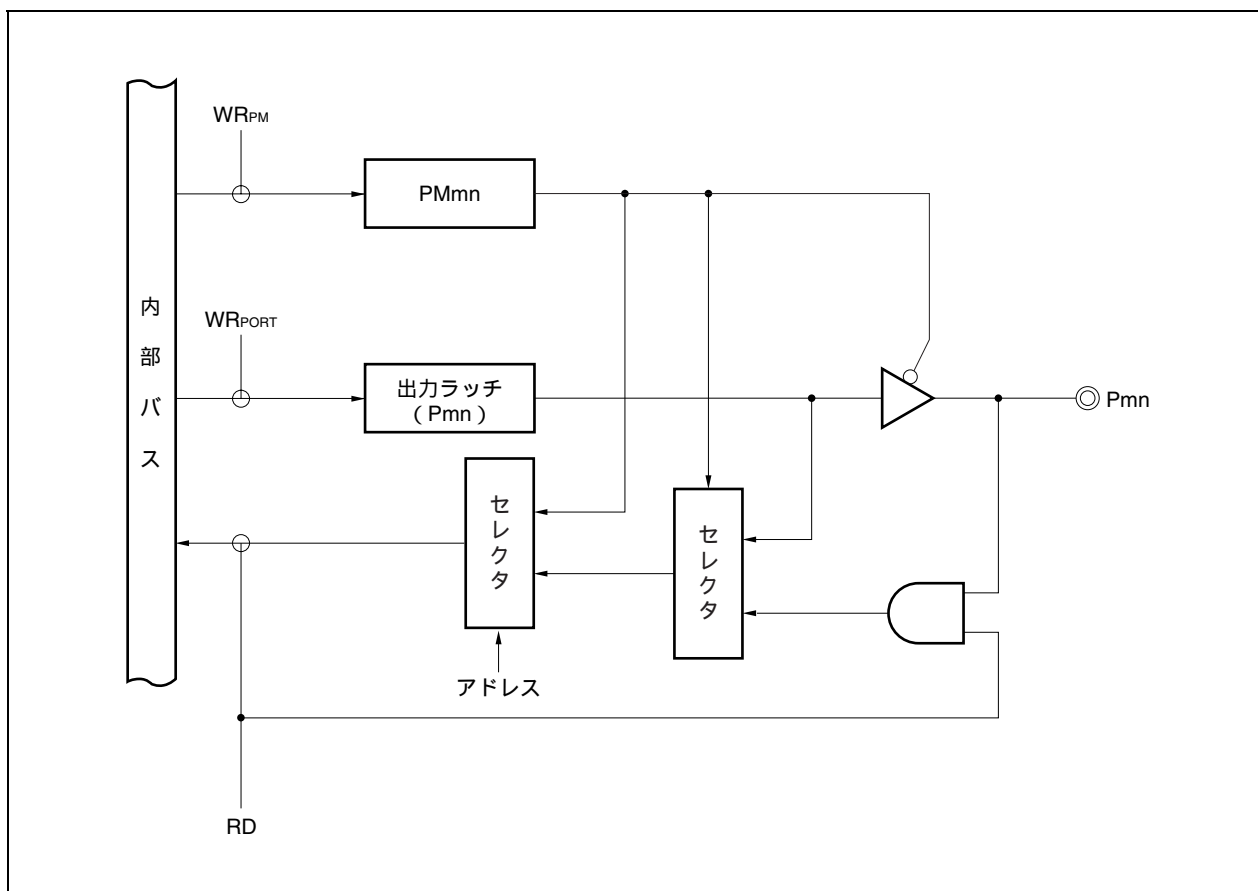 WRPM
PMmn
内部バス
WRPORT
出力ラッチ
(Pmn)
Pmn
セレクタ
セレクタ
アドレス
RD